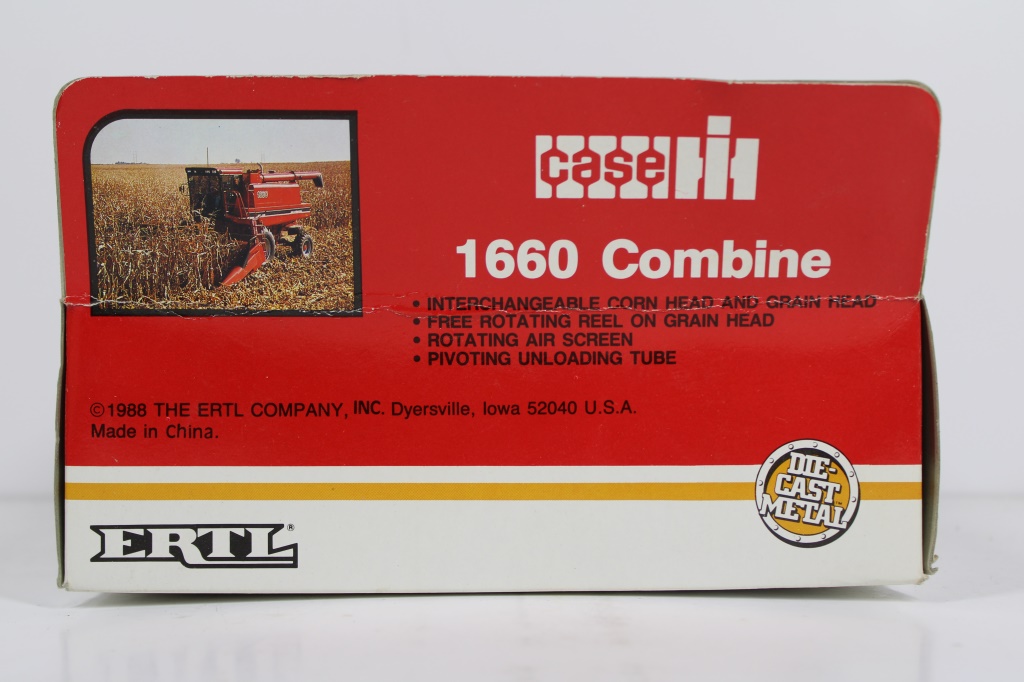 case IH
1660 Combine
• INTERCHANGEABLE CORN HEAD AND GRAIN HEAD
• FREE ROTATING REEL ON GRAIN HEAD
• ROTATING AIR SCREEN
• PIVOTING UNLOADING TUBE
©1988 THE ERTL COMPANY, INC. Dyersville, Iowa 52040 U.S.A.
Made in China.
DIE-
CAST
METAL
ERTL®